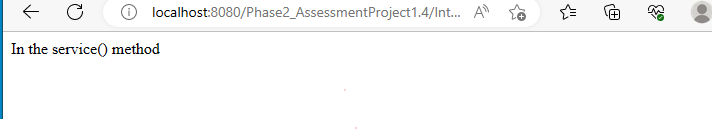 localhost:8080/Phase2_AssessmentProject1.4/Int...
In the service() method